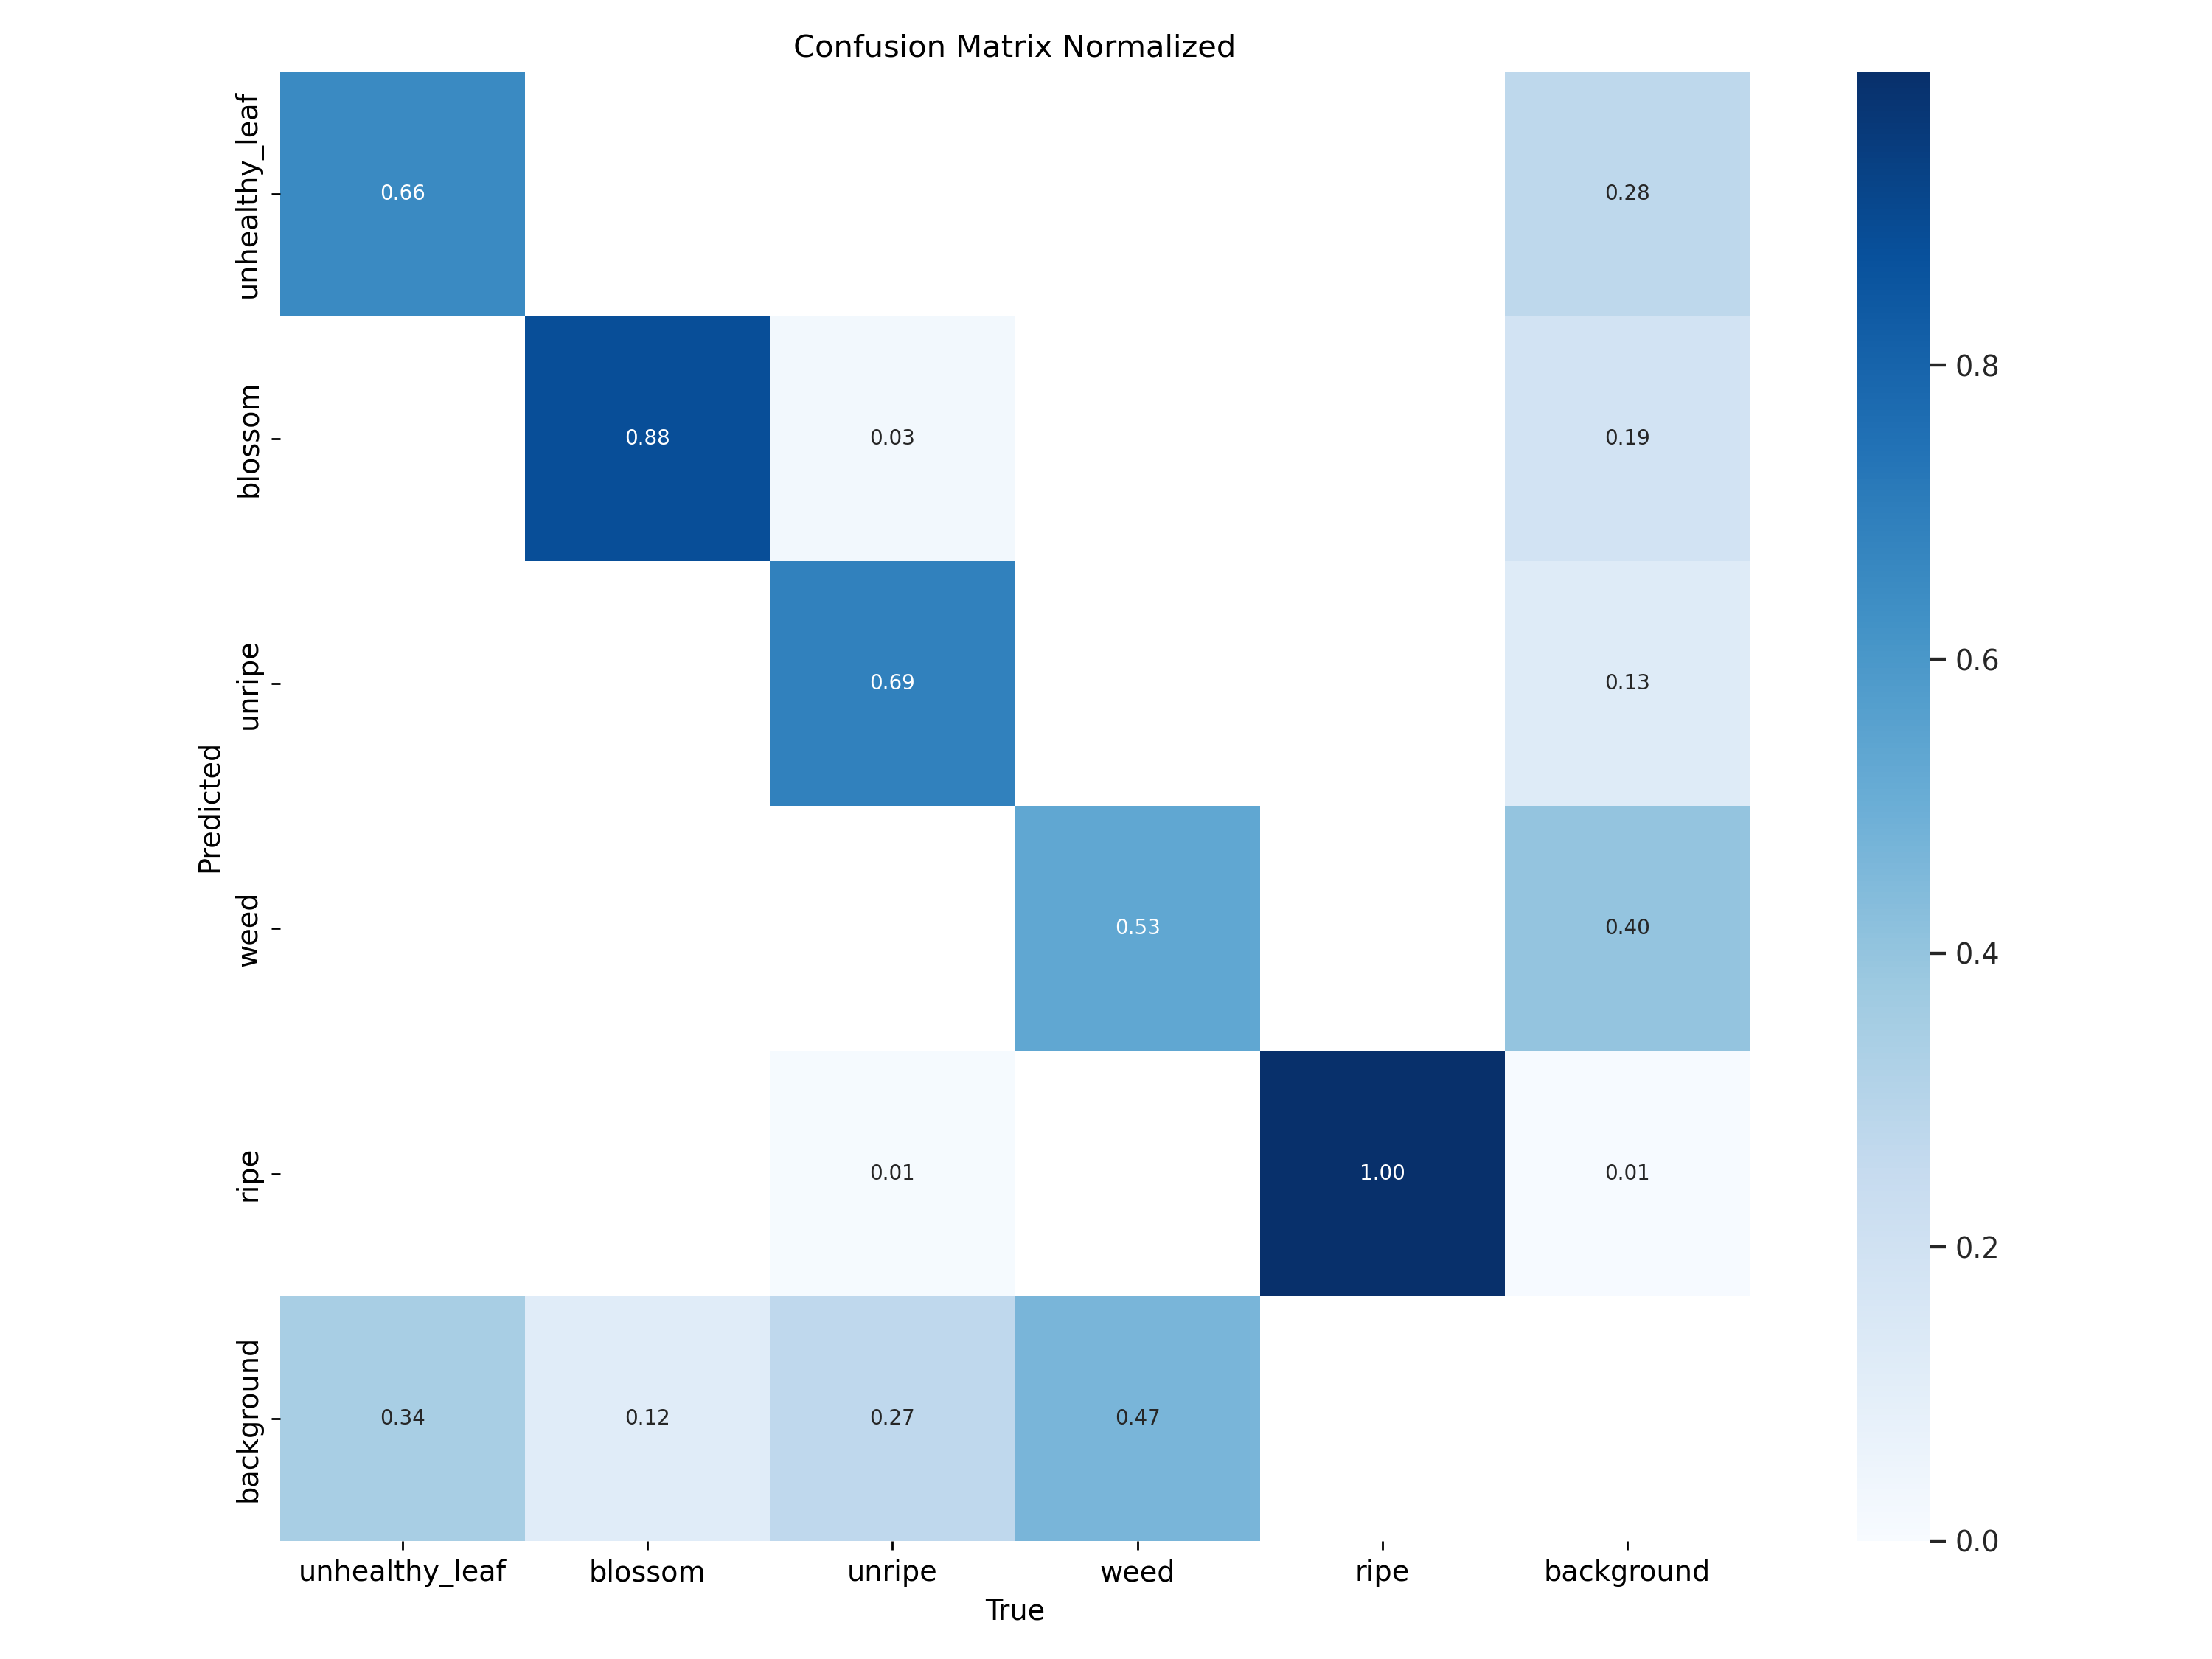 Confusion Matrix Normalized
unhealthy_leaf
0.66
0.28
blossom
0.88
0.03
0.19
0.8
unripe
0.69
0.13
0.6
Predicted
weed
0.53
0.40
0.4
ripe
0.01
1.00
0.01
0.2
background
0.34
0.12
0.27
0.47
0.0
unhealthy_leaf
blossom
unripe
weed
ripe
background
True